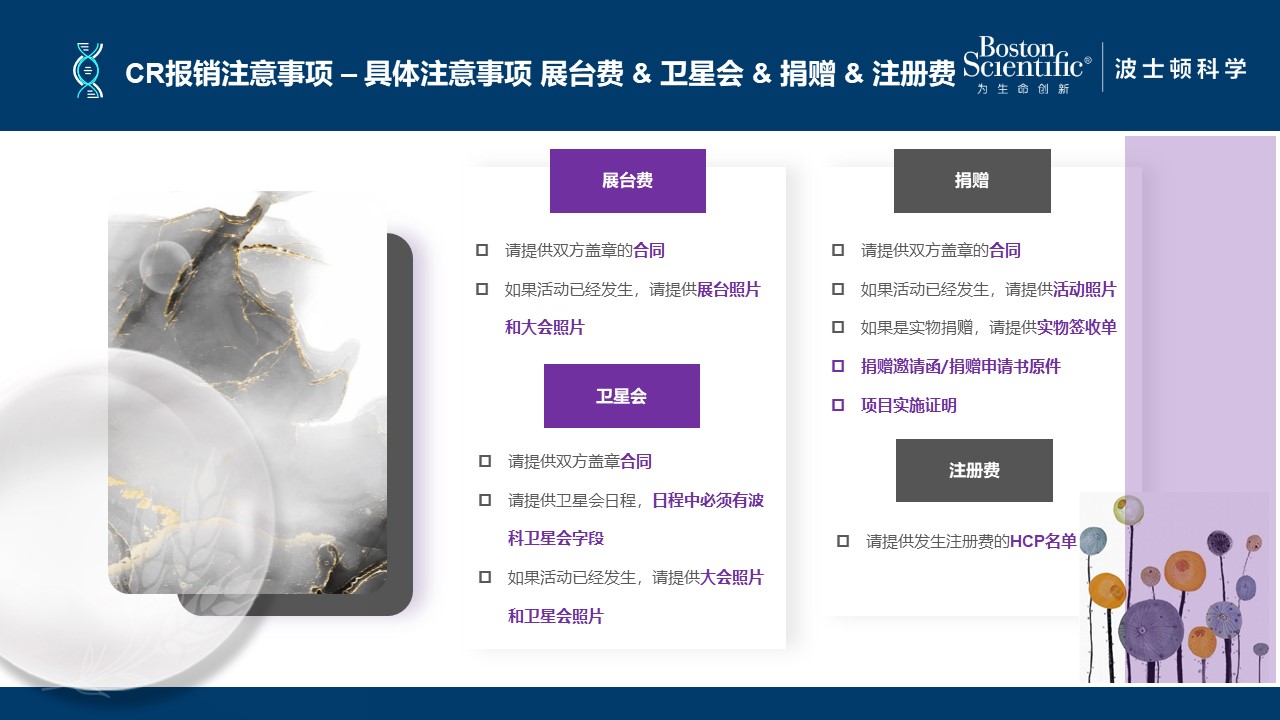 CR报销注意事项 – 具体注意事项 展台费 & 卫星会 & 捐赠 & 注册费
Boston
Scientific®
为生命创新
波士顿科学
展台费
请提供双方盖章的合同
如果活动已经发生，请提供展台照片
和大会照片
卫星会
请提供双方盖章合同
请提供卫星会日程，日程中必须有波
科卫星会字段
如果活动已经发生，请提供大会照片
和卫星会照片
捐赠
请提供双方盖章的合同
如果活动已经发生，请提供活动照片
如果是实物捐赠，请提供实物签收单
捐赠邀请函/捐赠申请书原件
项目实施证明
注册费
请提供发生注册费的HCP名单